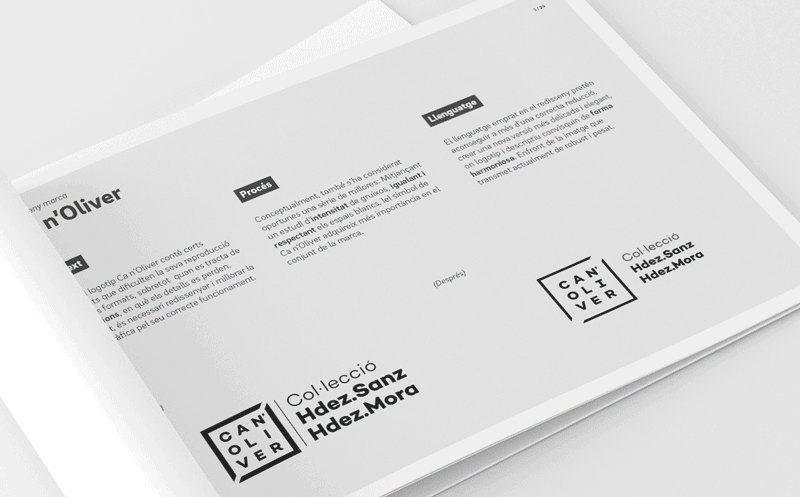 3 / 29
eny marca
n'Oliver
ext
logotip Ca n'Oliver conté certs
ts que dificulten la seva reproducció
s formats, sobretot quan es tracta de
ions, en què els detalls es perden.
t, és necessari redissenyar i millorar la
àfica pel seu correcte funcionament.
Procés
Conceptualment, també s'ha considerat
oportunes una sèrie de millores. Mitjançant
un estudi d'intensitat de gruixos, igualant i
respectant els espais blancs, lel símbol de
Ca n'Oliver adquireix més importància en el
conjunt de la marca.
Llenguatge
El llenguatge emprat en el redisseny pretén
aconseguir a més d'una correcta reducció,
crear una nova versió més delicada i elegant,
on logotip i descriptiu convisquin de forma
harmoniosa. Enfront de la imatge que
transmet actualment de robust i pesat.
(Després)
CAN'
OLI
VER
Col·lecció
Hdez.Sanz
Hdez.Mora
CAN'
OLI
VER
Col·lecció
Hdez.Sanz
Hdez.Mora